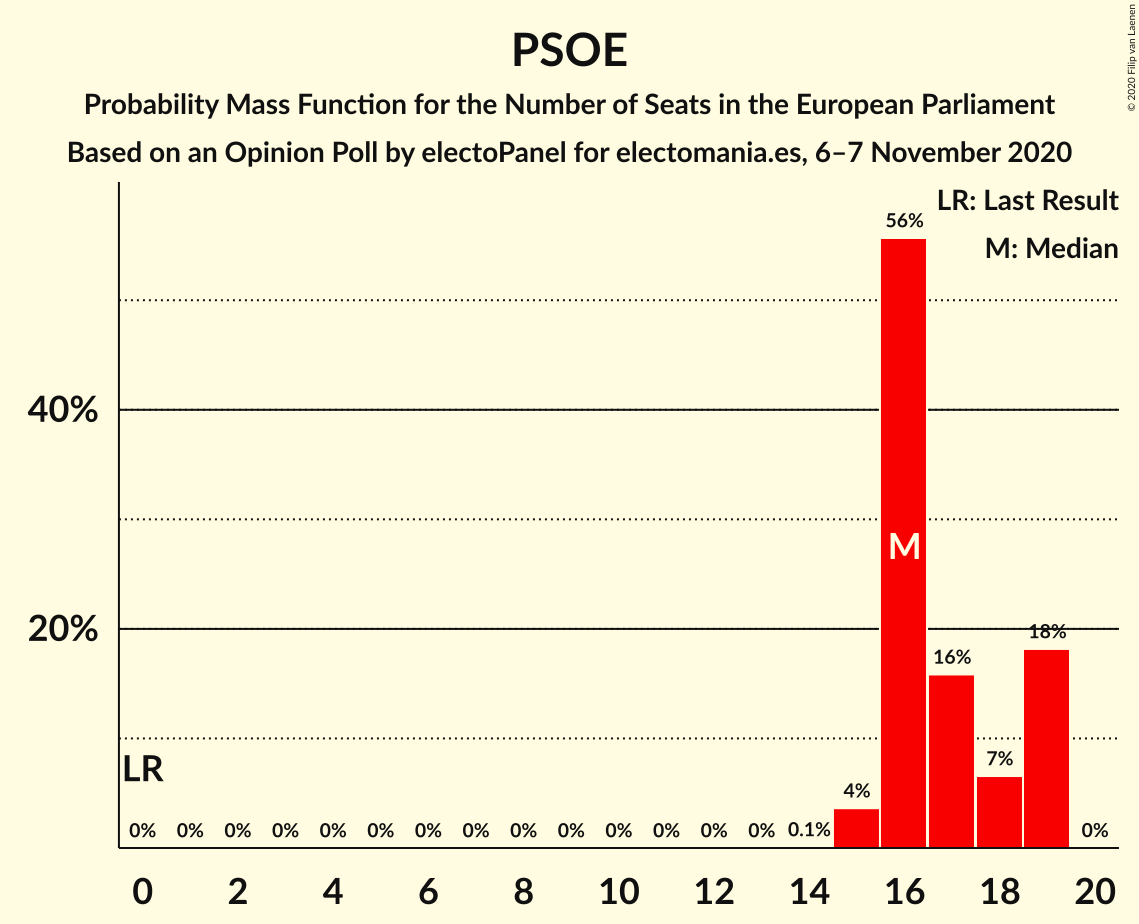 PSOE
Probability Mass Function for the Number of Seats in the European Parliament
Based on an Opinion Poll by electoPanel for electomania.es, 6–7 November 2020
© 2020 Filip van Laenen
LR: Last Result
M: Median
56%
40%
M
20%
18%
16%
LR
7%
4%
0% 0% 0% 0% 0% 0% 0% 0% 0% 0% 0% 0% 0% 0% 0.1% 0%
0 2 4 6 8 10 12 14 16 18 20